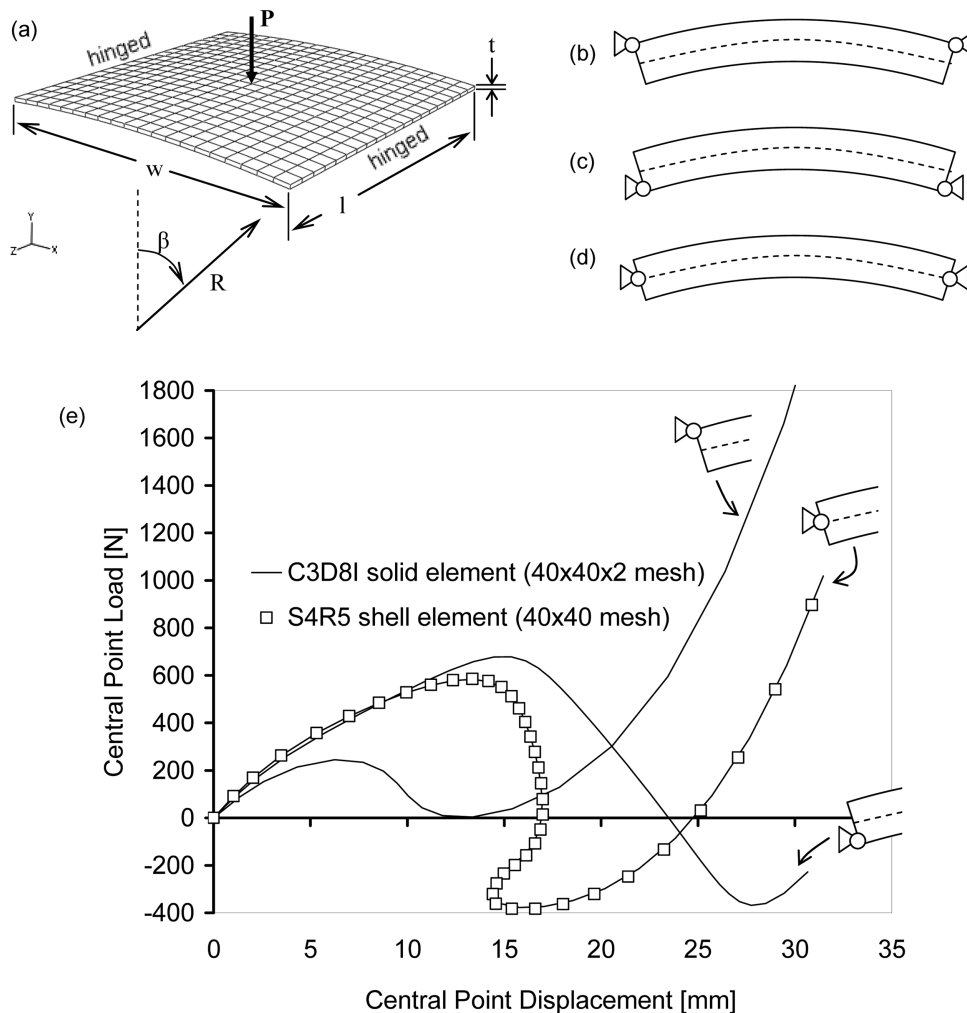 (a)
P
hinged
t
hinged
w
l
Y
Z
X
β
R
(b)
(c)
(d)
(e)
Central Point Load [N]
1800
1600
1400
1200
1000
800
600
400
200
0
-200
-400
C3D8I solid element (40x40x2 mesh)
S4R5 shell element (40x40 mesh)
0
5
10
15
20
25
30
35
Central Point Displacement [mm]